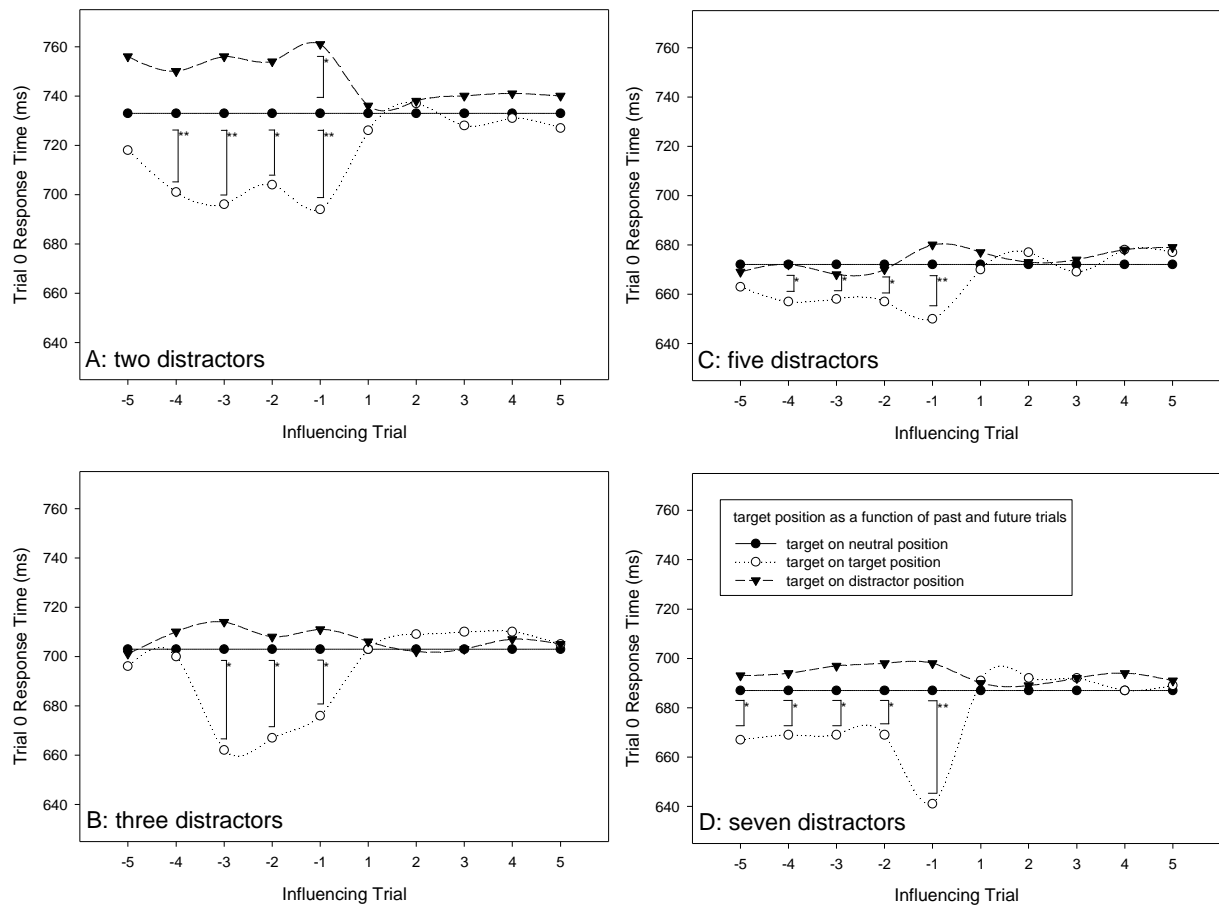 760
740
720
700
680
660
640
Trial 0 Response Time (ms)
*
** ** * **
A: two distractors
-5 -4 -3 -2 -1 1 2 3 4 5
Influencing Trial
760
740
720
700
680
660
640
Trial 0 Response Time (ms)
* * * **
C: five distractors
-5 -4 -3 -2 -1 1 2 3 4 5
Influencing Trial
760
740
720
700
680
660
640
Trial 0 Response Time (ms)
* * *
B: three distractors
-5 -4 -3 -2 -1 1 2 3 4 5
Influencing Trial
760
740
720
700
680
660
640
Trial 0 Response Time (ms)
target position as a function of past and future trials
target on neutral position
target on target position
target on distractor position
* * * * **
D: seven distractors
-5 -4 -3 -2 -1 1 2 3 4 5
Influencing Trial